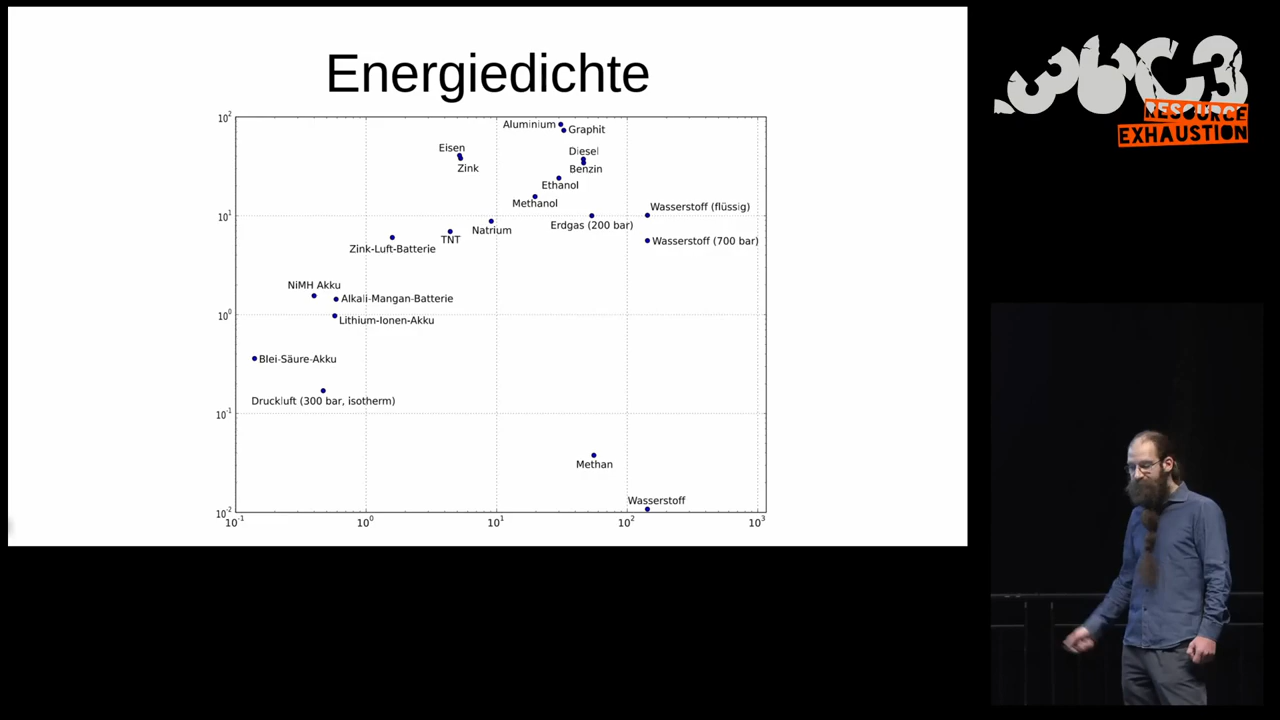 Energiedichte
36C3
RESOURCE
EXHAUSTION
10²
Aluminium
Graphit
Eisen
Zink
Diesel
Benzin
Ethanol
Methanol
Wasserstoff (flüssig)
10¹
Erdgas (200 bar)
Natrium
TNT
Wasserstoff (700 bar)
Zink-Luft-Batterie
NiMH Akku
Alkali-Mangan-Batterie
10⁰
Lithium-Ionen-Akku
Blei-Säure-Akku
Druckluft (300 bar, isotherm)
10⁻¹
Methan
Wasserstoff
10⁻²
10⁻¹ 10⁰ 10¹ 10² 10³